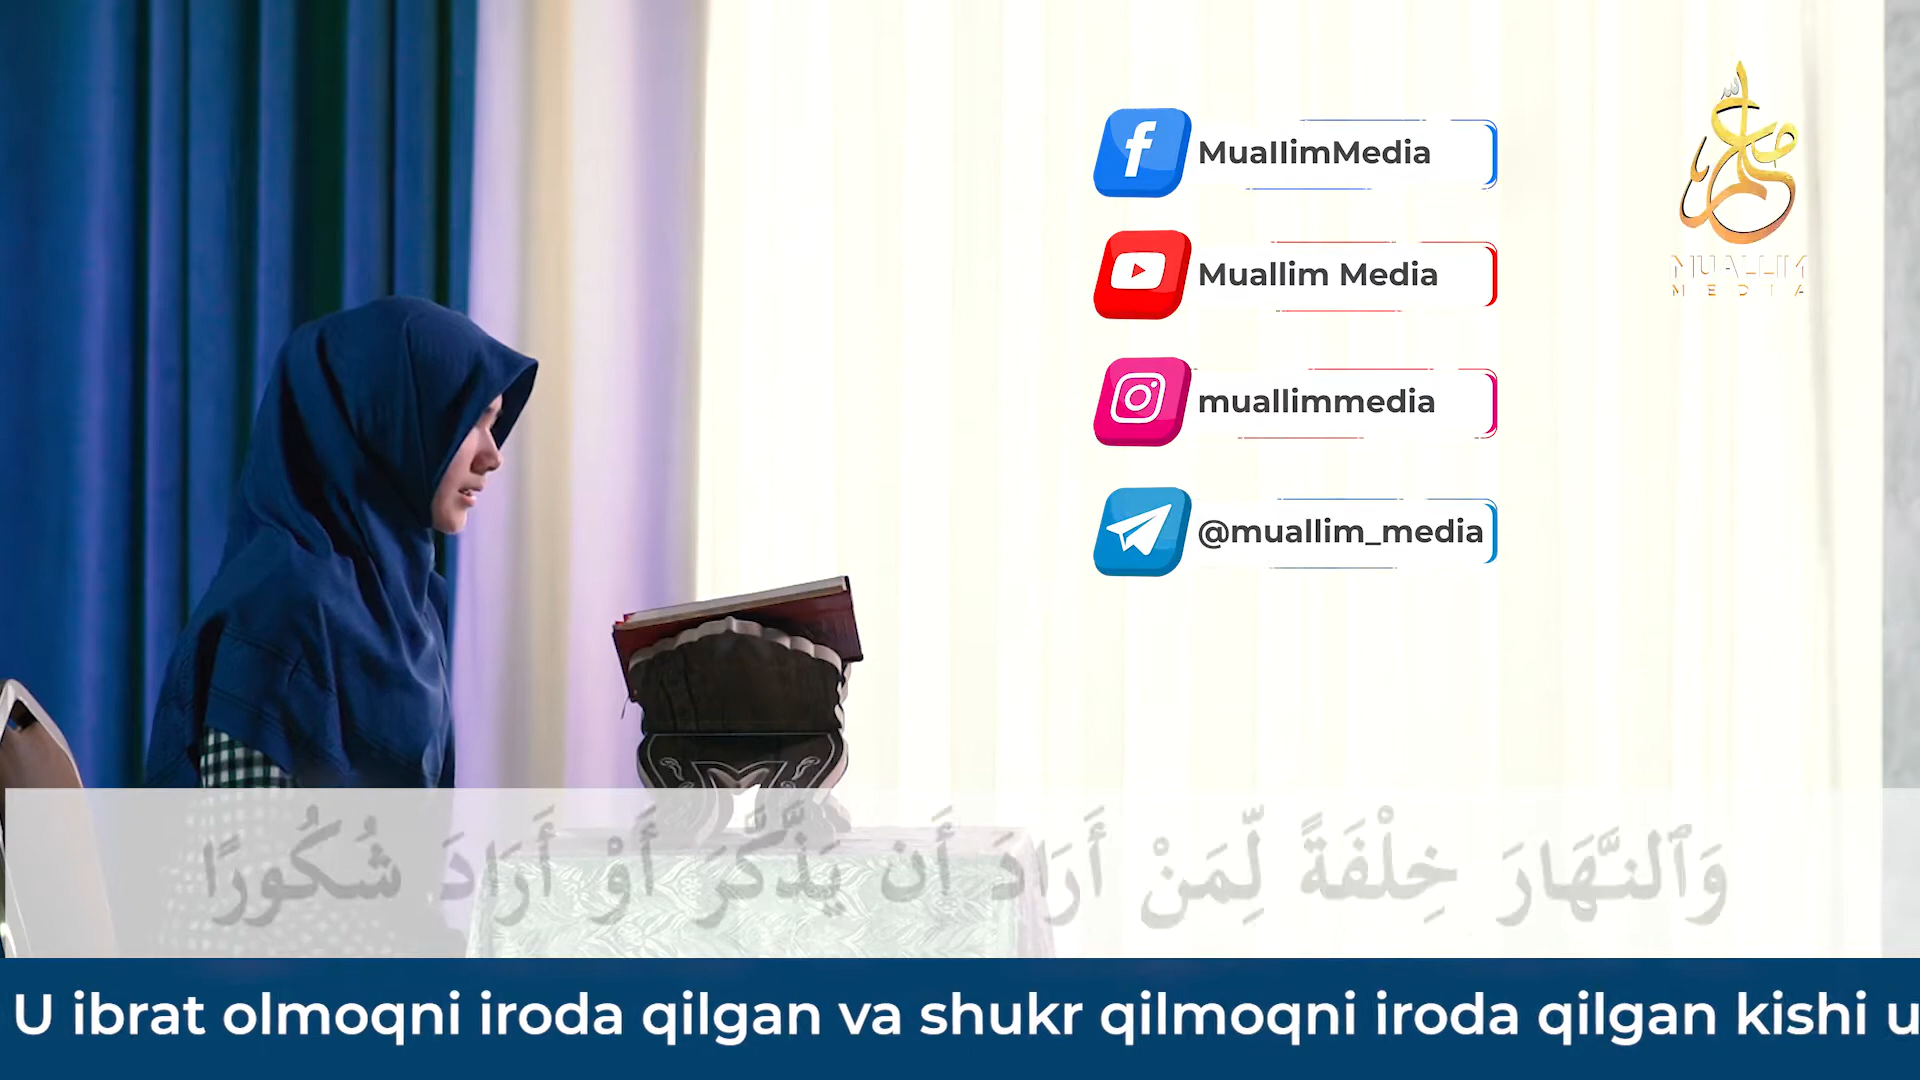 MuallimMedia
Muallim Media
muallimmedia
@muallim_media
MUALLIM
MEDIA
وَٱلنَّهَارَ خِلْفَةً لِّمَنْ أَرَادَ أَن يَذَّكَّرَ أَوْ أَرَادَ شُكُورًا
U ibrat olmoqni iroda qilgan va shukr qilmoqni iroda qilgan kishi u